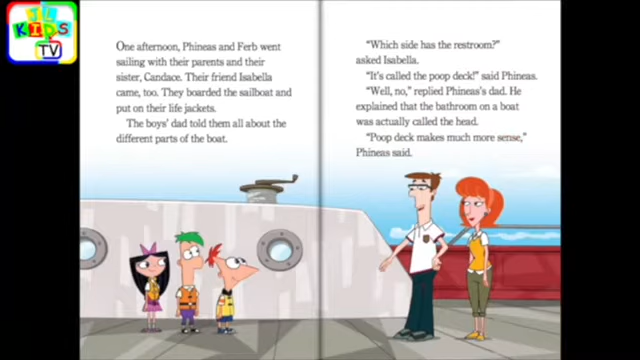 JL
KIDS
TV
One afternoon, Phineas and Ferb went
sailing with their parents and their
sister, Candace. Their friend Isabella
came, too. They boarded the sailboat and
put on their life jackets.
The boys' dad told them all about the
different parts of the boat.
"Which side has the restroom?"
asked Isabella.
"It's called the poop deck!" said Phineas.
"Well, no," replied Phineas's dad. He
explained that the bathroom on a boat
was actually called the head.
"Poop deck makes much more sense,"
Phineas said.